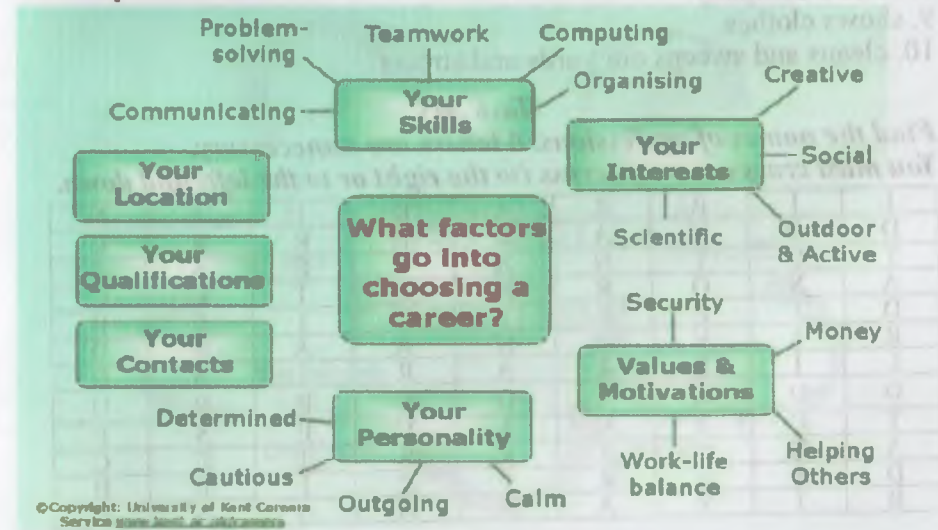 Problem-
solving
Teamwork
Computing
Communicating
Organising
Your
Skills
Creative
Your
Interests
Social
Scientific
Outdoor
& Active
Your
Location
Your
Qualifications
Your
Contacts
What factors
go into
choosing a
career?
Security
Money
Values &
Motivations
Work-life
balance
Helping
Others
Determined
Your
Personality
Cautious
Outgoing
Calm
©Copyright: University of Kent Careers
Service